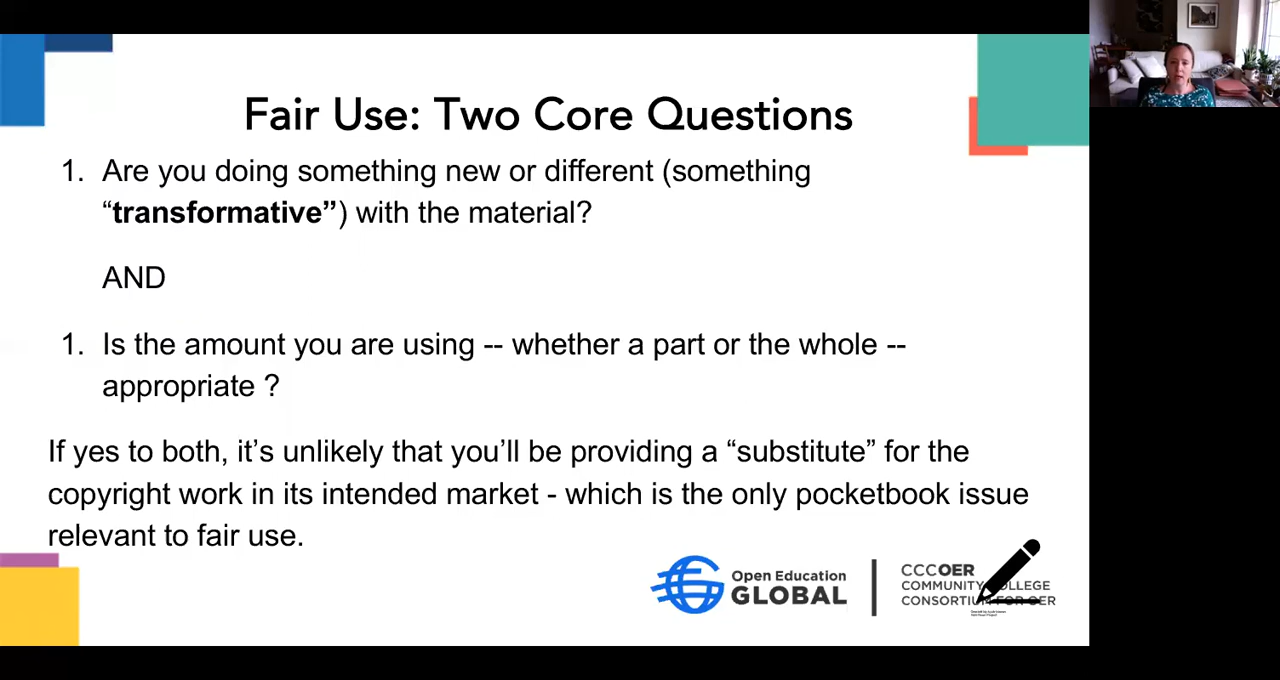 Fair Use: Two Core Questions
1. Are you doing something new or different (something
“transformative”) with the material?
AND
1. Is the amount you are using -- whether a part or the whole --
appropriate ?
If yes to both, it’s unlikely that you’ll be providing a “substitute” for the
copyright work in its intended market - which is the only pocketbook issue
relevant to fair use.
Open Education
GLOBAL
CCCOER
COMMUNITY COLLEGE
CONSORTIUM FOR OER